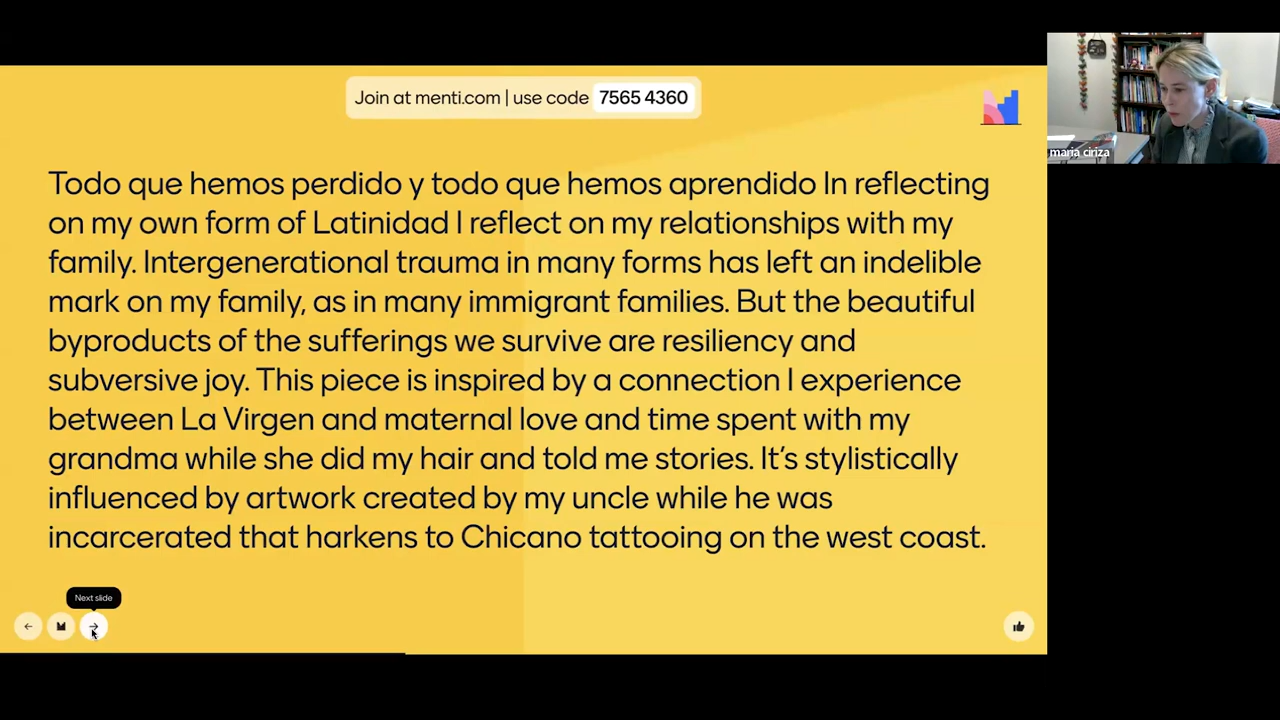 Join at menti.com | use code 7565 4360
maria ciriza
Todo que hemos perdido y todo que hemos aprendido In reflecting
on my own form of Latinidad I reflect on my relationships with my
family. Intergenerational trauma in many forms has left an indelible
mark on my family, as in many immigrant families. But the beautiful
byproducts of the sufferings we survive are resiliency and
subversive joy. This piece is inspired by a connection I experience
between La Virgen and maternal love and time spent with my
grandma while she did my hair and told me stories. It’s stylistically
influenced by artwork created by my uncle while he was
incarcerated that harkens to Chicano tattooing on the west coast.
Next slide